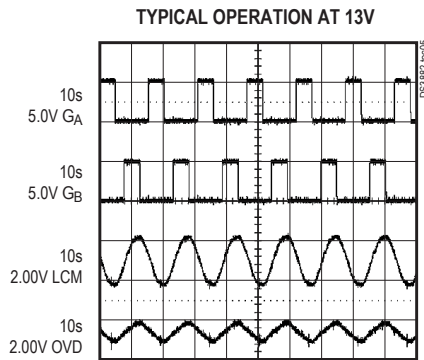 TYPICAL OPERATION AT 13V
10s
5.0V GA
10s
5.0V GB
10s
2.00V LCM
10s
2.00V OVD